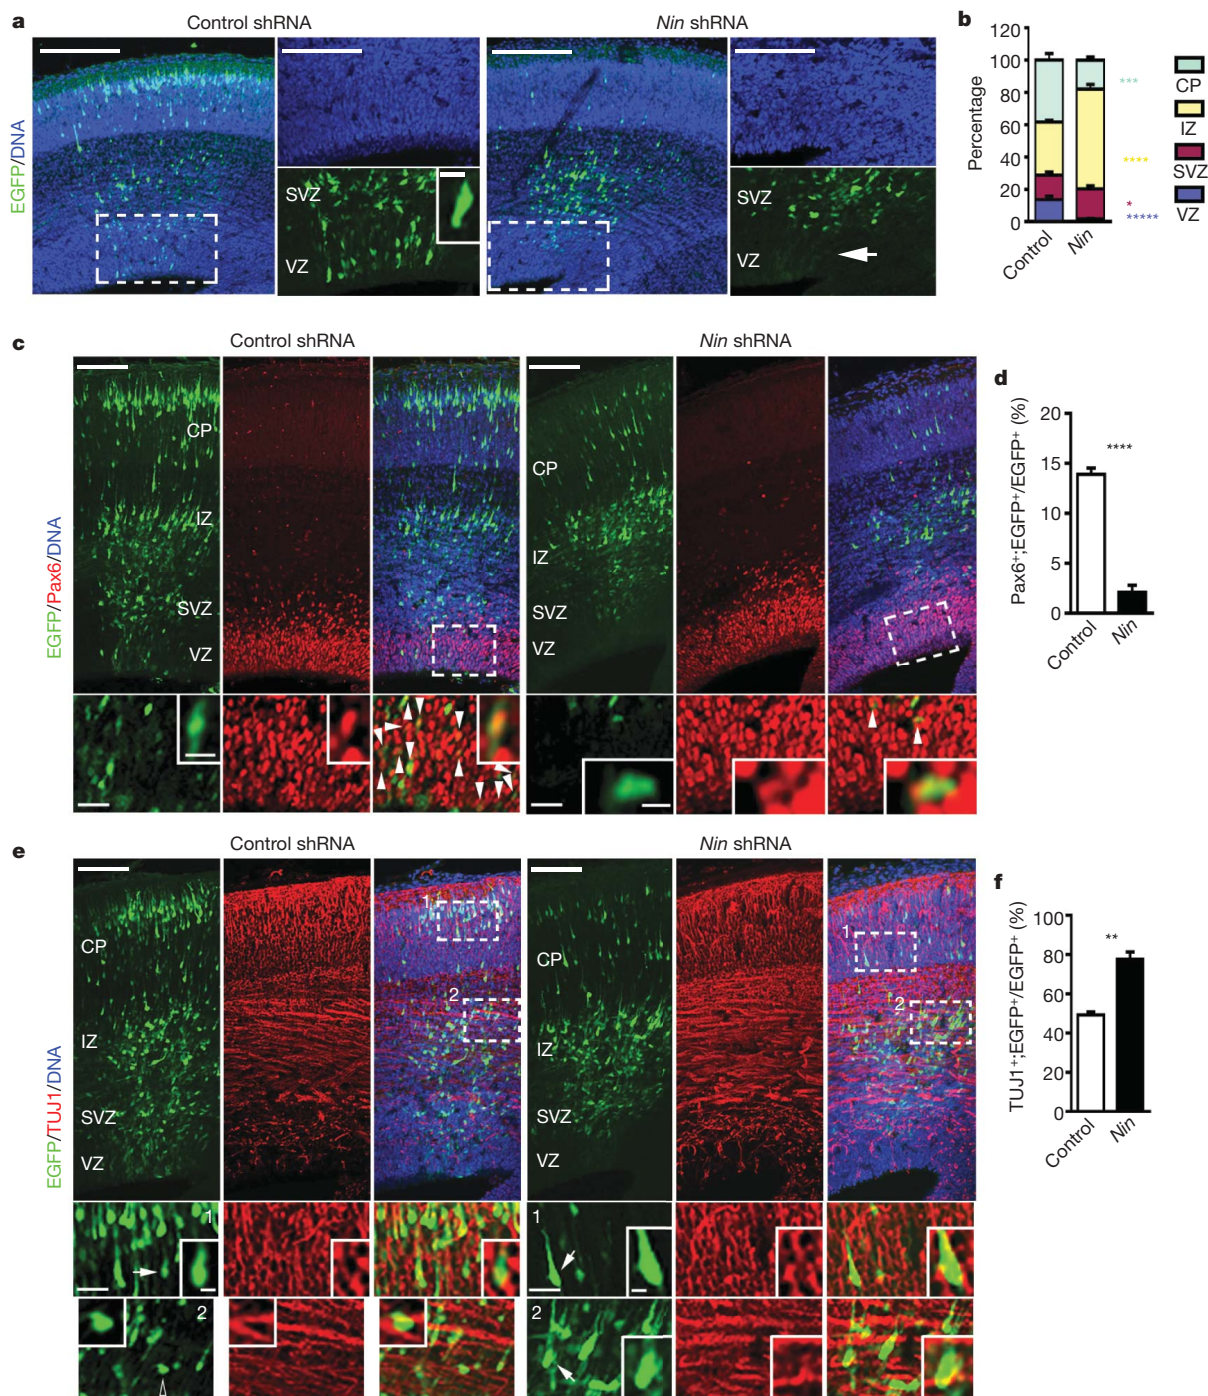 a
Control shRNA
Nin shRNA
EGFP/DNA
SVZ
VZ
SVZ
VZ
b
Percentage
100
80
60
40
20
0
Control
Nin
***
****
*
*****
CP
IZ
SVZ
VZ
c
Control shRNA
Nin shRNA
EGFP/Pax6/DNA
CP
IZ
SVZ
VZ
CP
IZ
SVZ
VZ
d
Pax6+;EGFP+/EGFP+ (%)
20
15
10
5
0
****
Control
Nin
e
Control shRNA
Nin shRNA
EGFP/TUJ1/DNA
CP
IZ
SVZ
VZ
1
2
CP
IZ
SVZ
VZ
1
2
1
2
1
2
f
TUJ1+;EGFP+/EGFP+ (%)
100
80
60
40
20
0
**
Control
Nin